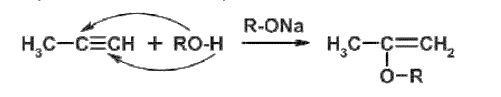 R-ONa
H₃C–C≡CH + RO-H → H₃C–C=CH₂
O–R